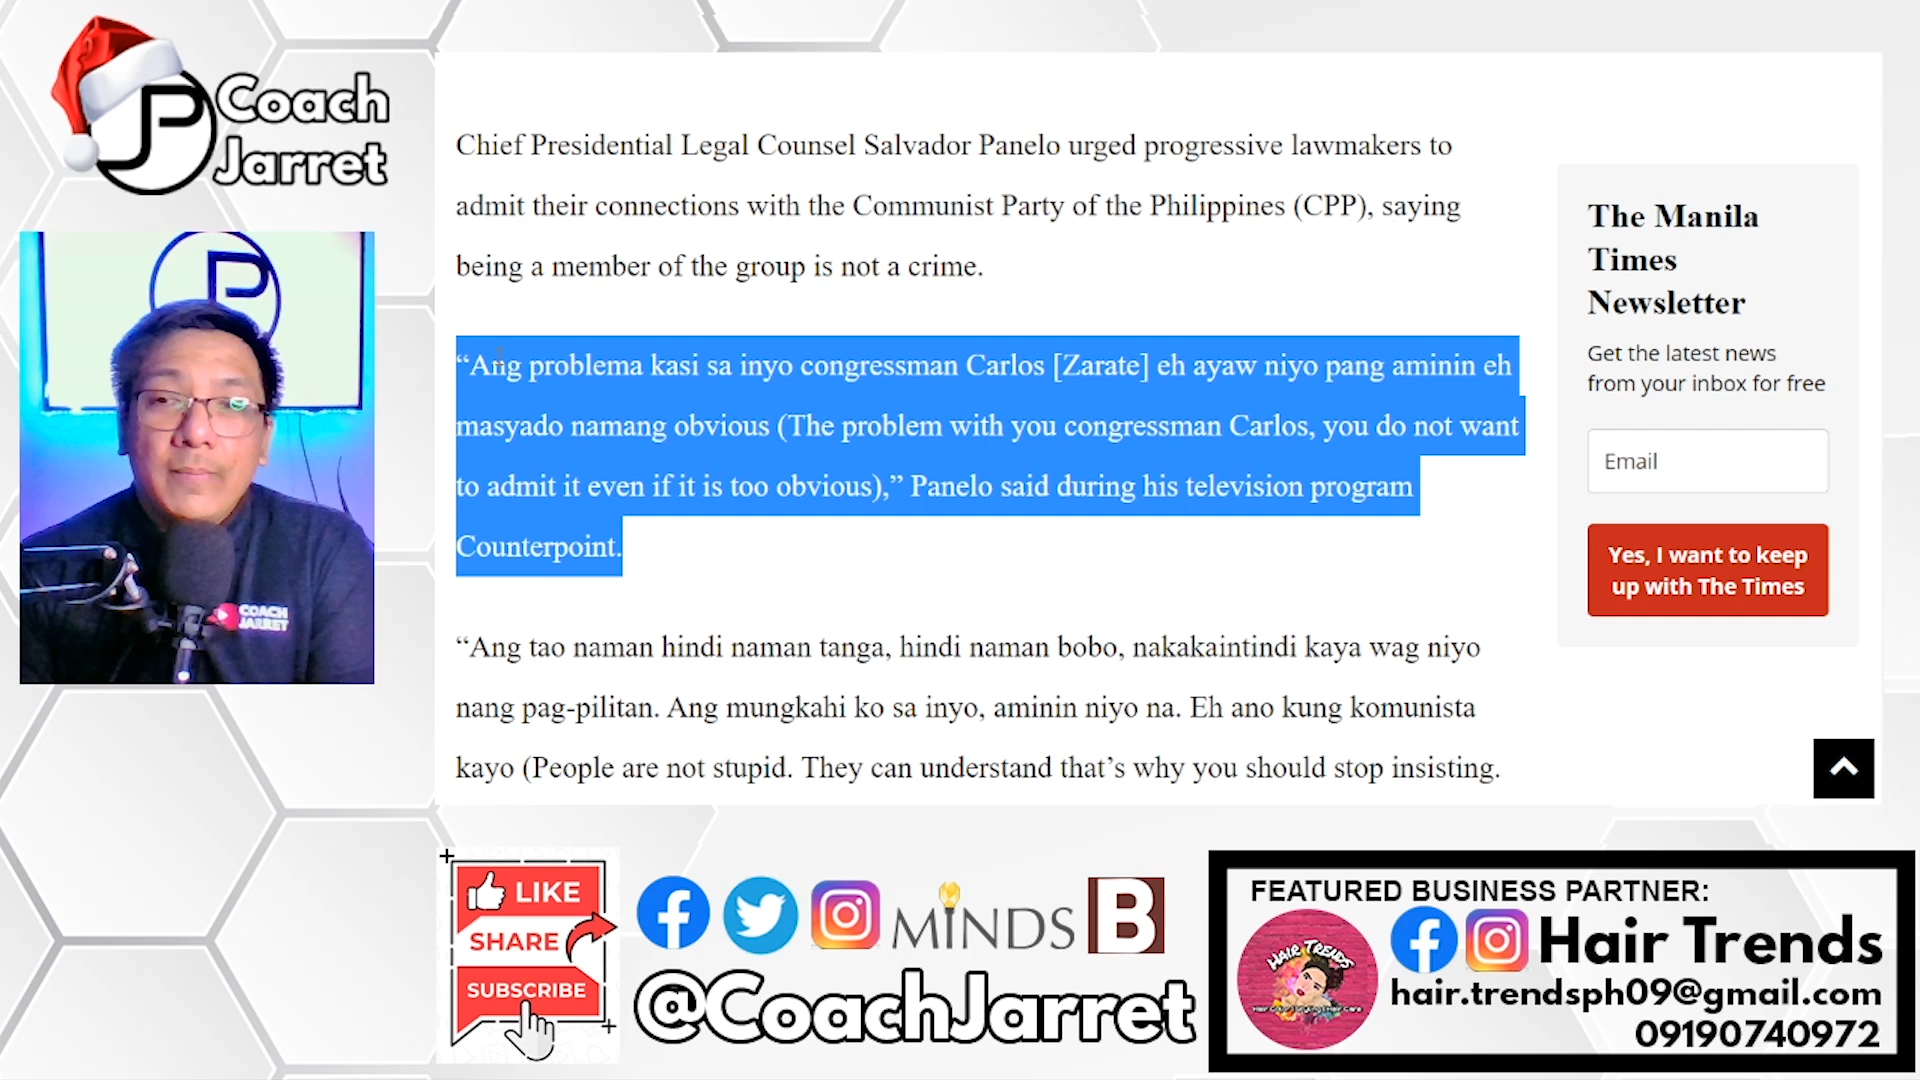 Coach
Jarret
COACH
JARRET
Chief Presidential Legal Counsel Salvador Panelo urged progressive lawmakers to
admit their connections with the Communist Party of the Philippines (CPP), saying
being a member of the group is not a crime.
“Ang problema kasi sa inyo congressman Carlos [Zarate] eh ayaw niyo pang aminin eh
masyado namang obvious (The problem with you congressman Carlos, you do not want
to admit it even if it is too obvious),” Panelo said during his television program
Counterpoint.
“Ang tao naman hindi naman tanga, hindi naman bobo, nakakaintindi kaya wag niyo
nang pag-pilitan. Ang mungkahi ko sa inyo, aminin niyo na. Eh ano kung komunista
kayo (People are not stupid. They can understand that’s why you should stop insisting.
The Manila
Times
Newsletter
Get the latest news
from your inbox for free
Email
Yes, I want to keep
up with The Times
LIKE
SHARE
SUBSCRIBE
MINDS
B
@CoachJarret
FEATURED BUSINESS PARTNER:
HAIR TRENDS
Hair Trends
hair.trendsph09@gmail.com
09190740972